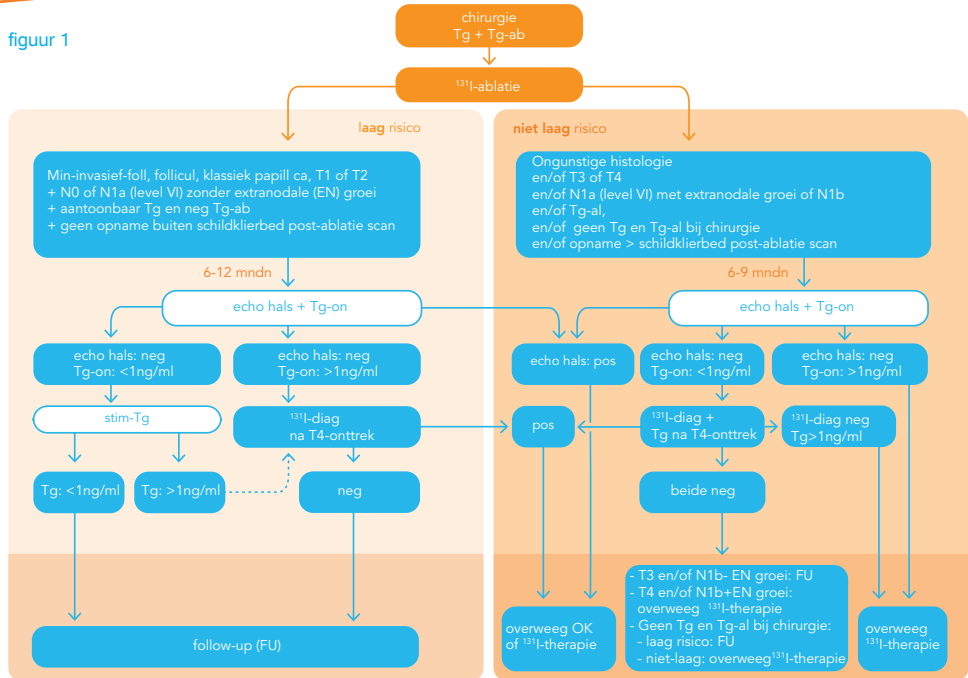 figuur 1
chirurgie
Tg + Tg-ab
¹³¹I-ablatie
laag risico
niet laag risico
Min-invasief-foll, follicul, klassiek papill ca, T1 of T2
+ N0 of N1a (level VI) zonder extranodale (EN) groei
+ aantoonbaar Tg en neg Tg-ab
+ geen opname buiten schildklierbed post-ablatie scan
Ongunstige histologie
en/of T3 of T4
en/of N1a (level VI) met extranodale groei of N1b
en/of Tg-al,
en/of geen Tg en Tg-al bij chirurgie
en/of opname > schildklierbed post-ablatie scan
6-12 mndn
6-9 mndn
echo hals + Tg-on
echo hals + Tg-on
echo hals: neg
Tg-on: <1ng/ml
echo hals: neg
Tg-on: >1ng/ml
echo hals: pos
echo hals: neg
Tg-on: <1ng/ml
echo hals: neg
Tg-on: >1ng/ml
stim-Tg
¹³¹I-diag
na T4-onttrek
pos
¹³¹I-diag +
Tg na T4-onttrek
¹³¹I-diag neg
Tg>1ng/ml
Tg: <1ng/ml
Tg: >1ng/ml
neg
beide neg
follow-up (FU)
overweeg OK
of ¹³¹I-therapie
- T3 en/of N1b- EN groei: FU
- T4 en/of N1b+EN groei:
overweeg ¹³¹I-therapie
- Geen Tg en Tg-al bij chirurgie:
- laag risico: FU
- niet-laag: overweeg¹³¹I-therapie
overweeg
¹³¹I-therapie